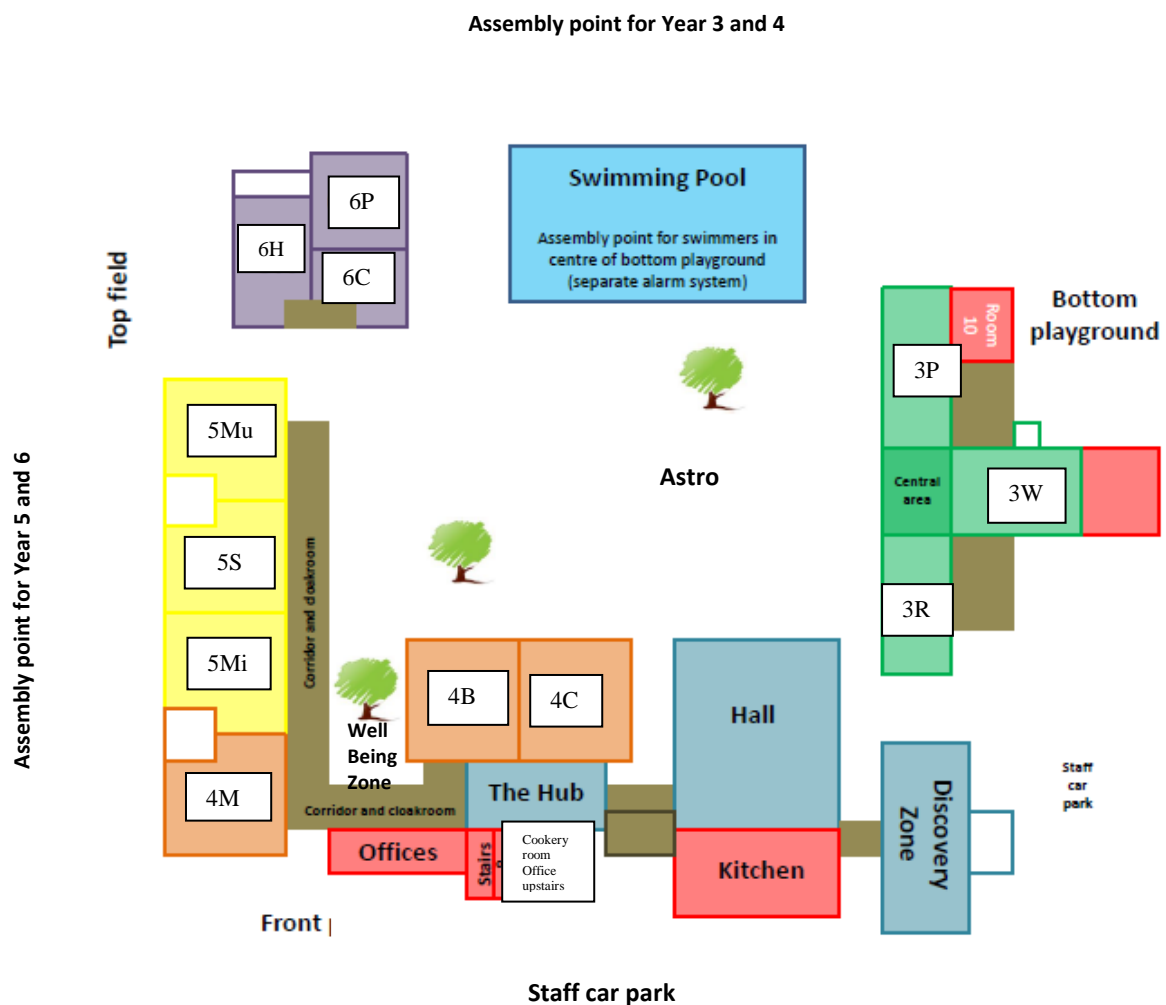 Assembly point for Year 3 and 4
6P
6H
6C
Swimming Pool
Assembly point for swimmers in
centre of bottom playground
(separate alarm system)
Top field
Room
10
Bottom
playground
3P
5Mu
Astro
Central
area
3W
Assembly point for Year 5 and 6
5S
Corridor and cloakroom
3R
5Mi
4B
4C
Hall
Well
Being
Zone
4M
The Hub
Corridor and cloakroom
Discovery
Zone
Staff
car
park
Offices
Stairs
Cookery
room
Office
upstairs
Kitchen
Front
Staff car park